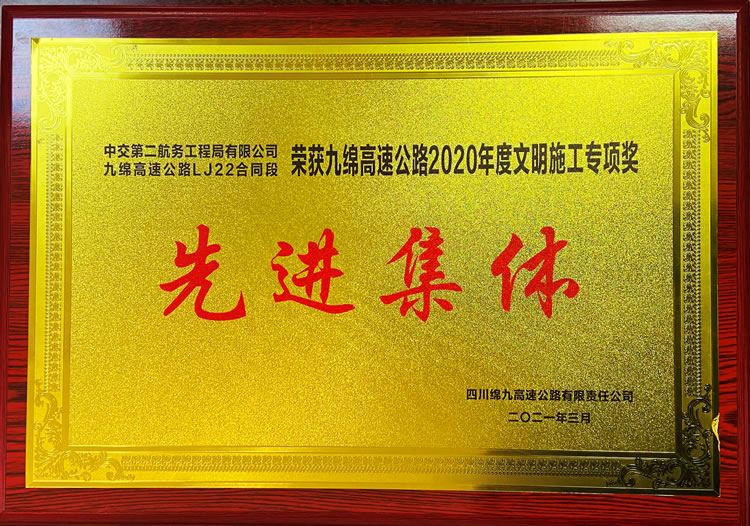 中交第二航务工程局有限公司
九绵高速公路LJ22合同段
荣获九绵高速公路2020年度文明施工专项奖
先进集体
四川绵九高速公路有限责任公司
二〇二一年三月